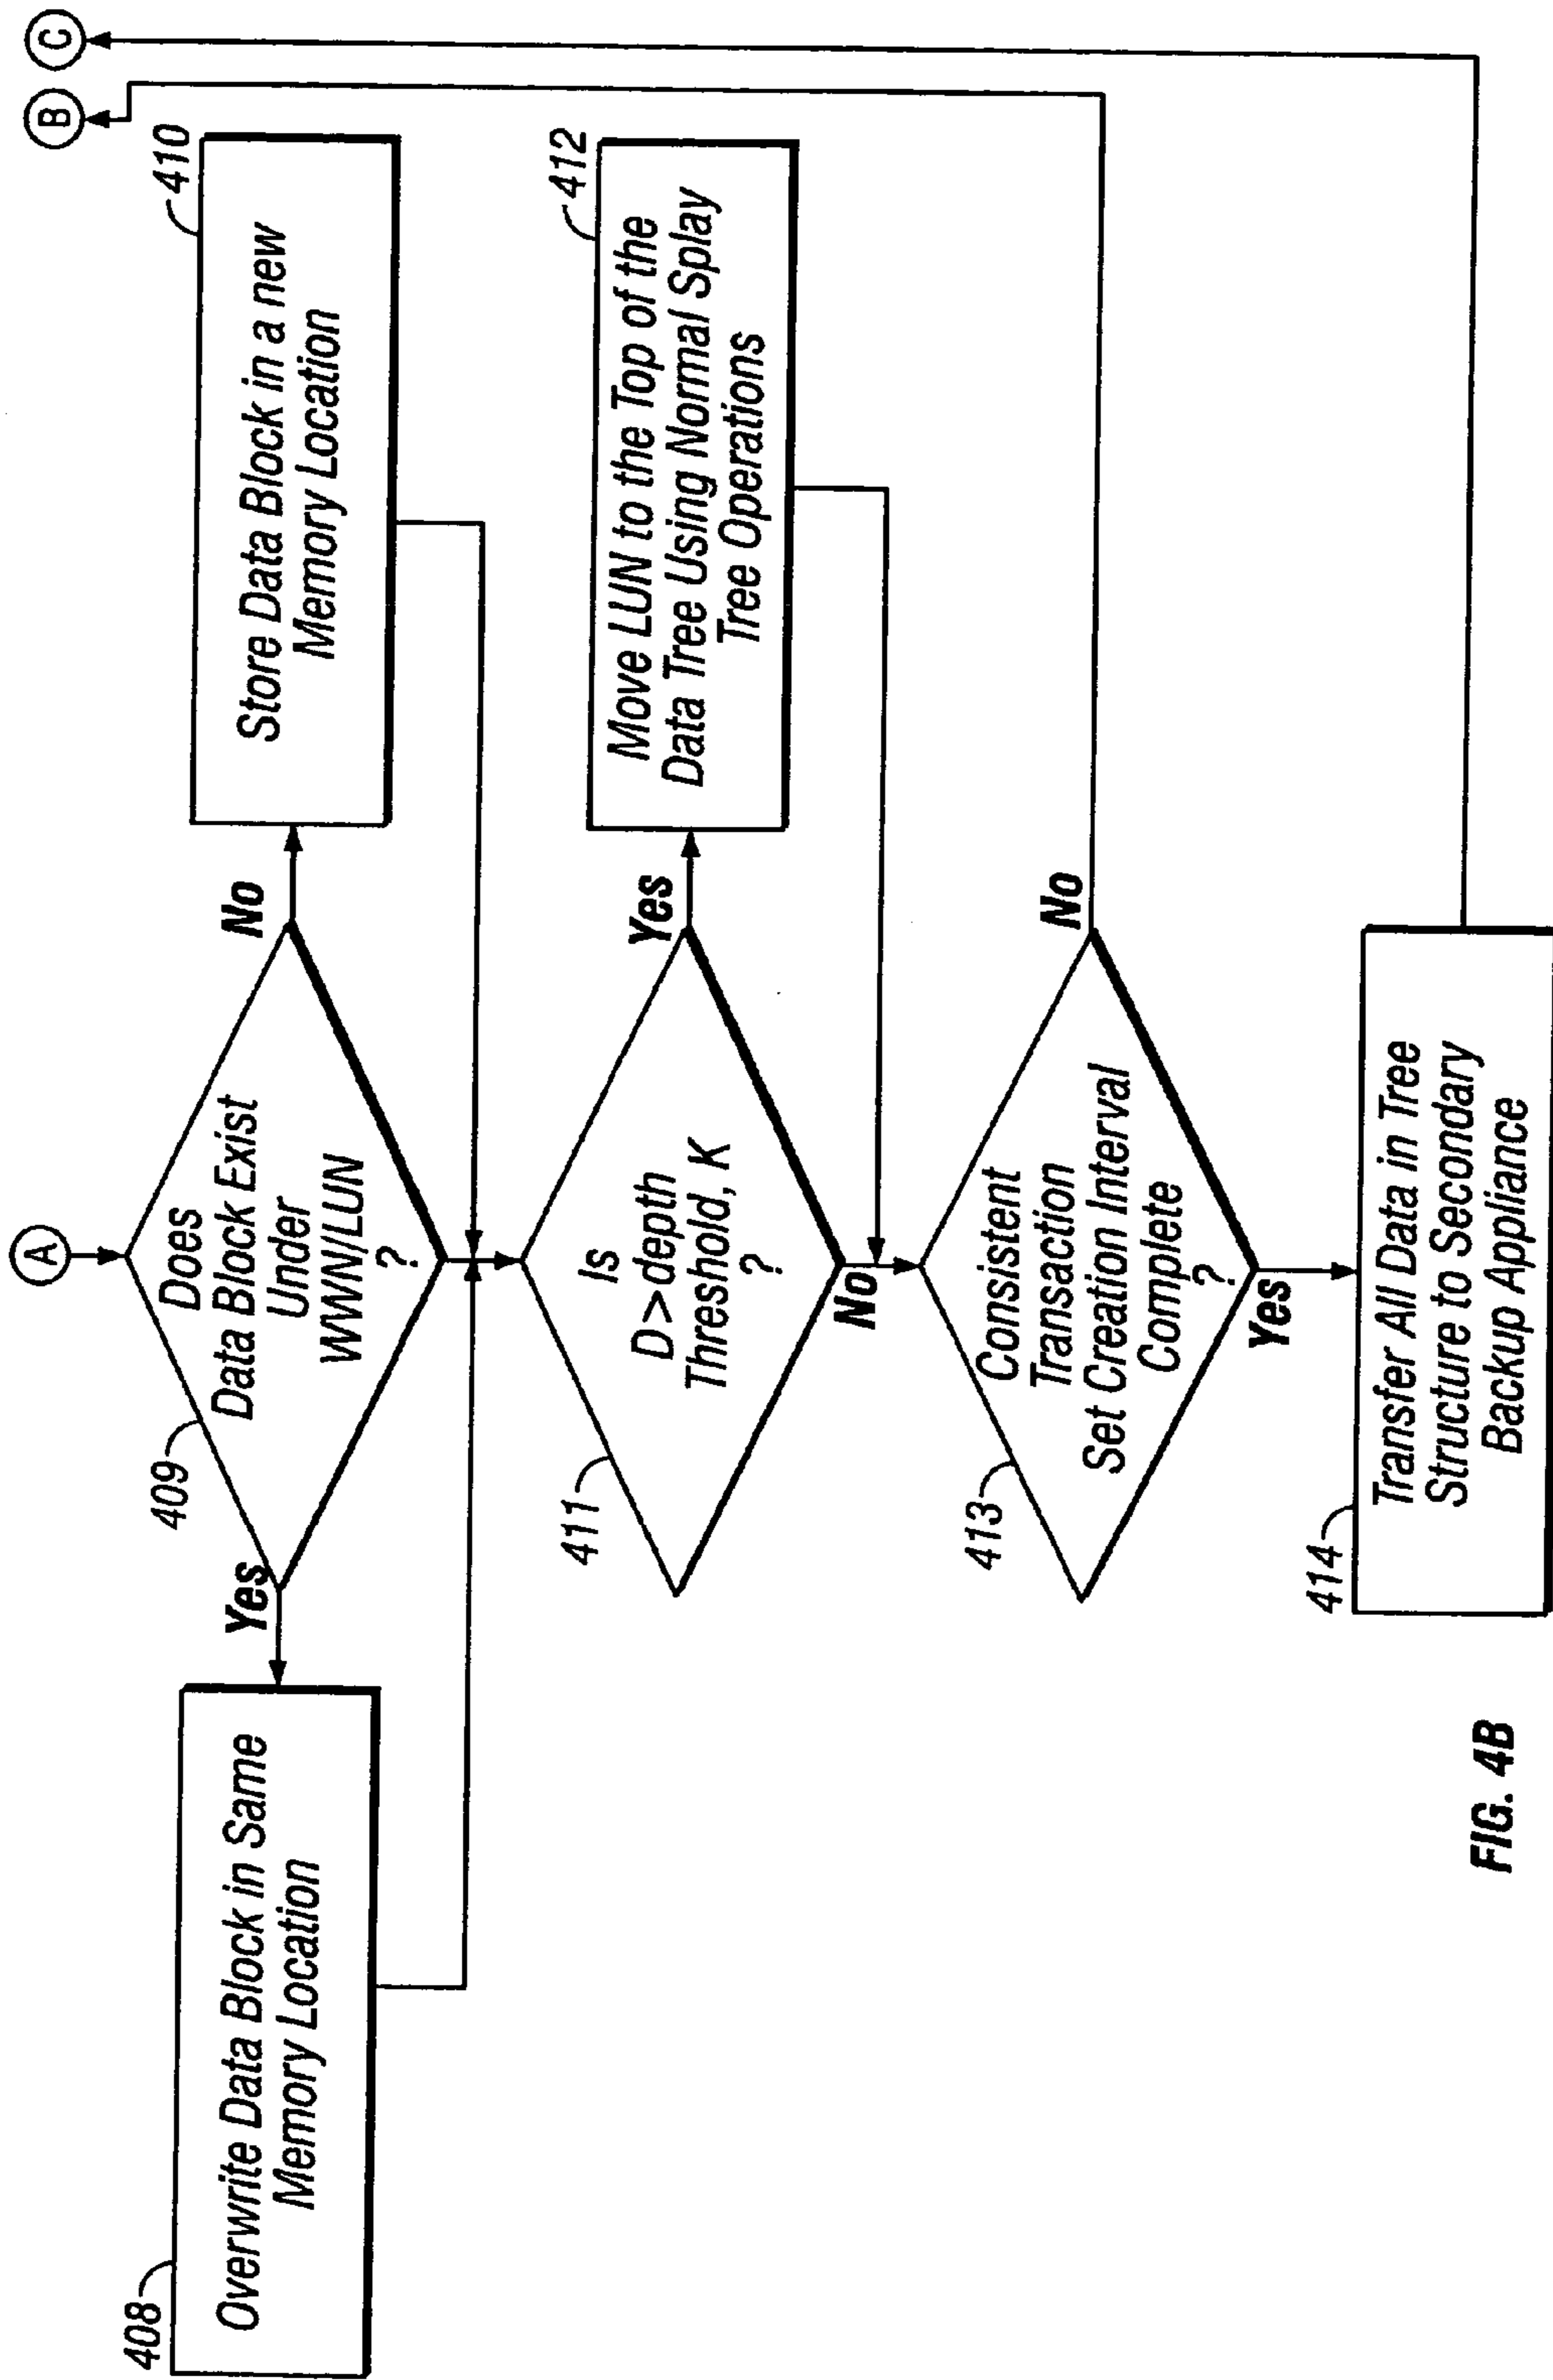 A
B
C
Does
Data Block Exist
Under
WWN/LUN
?
409
Yes
No
408
Overwrite Data Block in Same
Memory Location
410
Store Data Block in a new
Memory Location
Is
D>depth
Threshold, K
?
411
Yes
No
412
Move LUN to the Top of the
Data Tree Using Normal Splay
Tree Operations
Consistent
Transaction
Set Creation Interval
Complete
?
413
No
Yes
414
Transfer All Data in Tree
Structure to Secondary
Backup Appliance
FIG. 4B